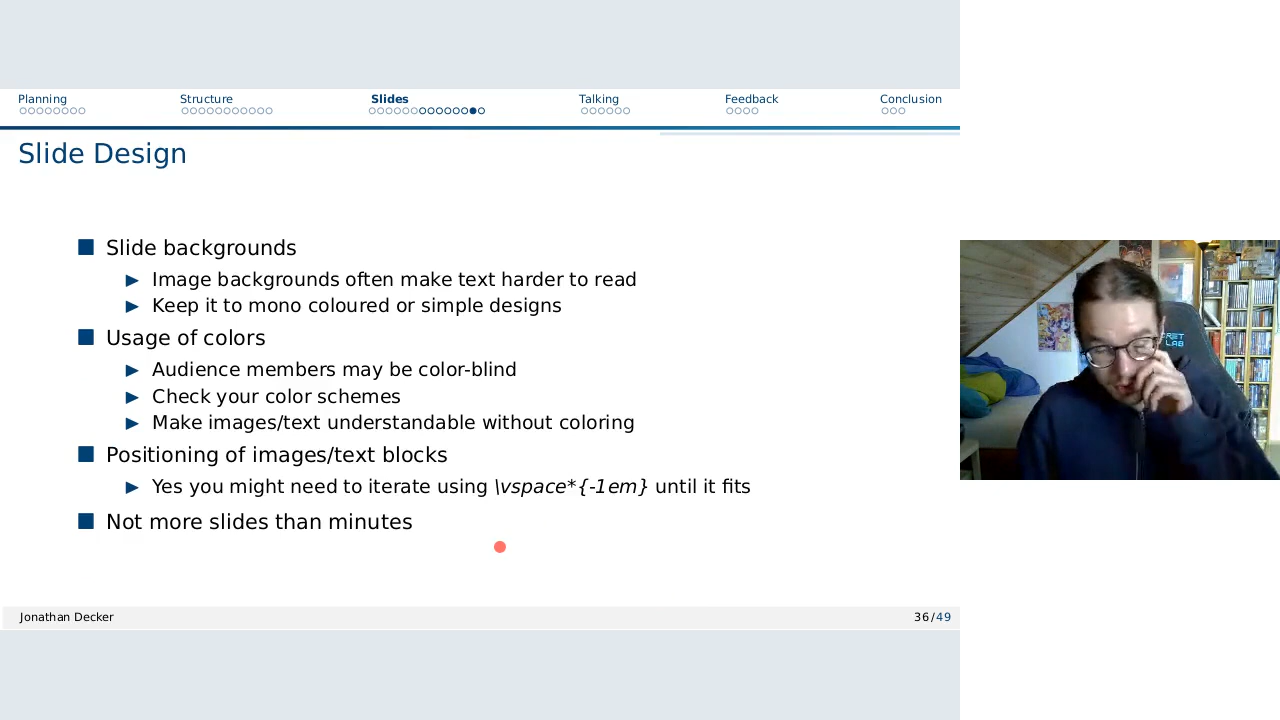 Planning Structure Slides Talking Feedback Conclusion
Slide Design
Slide backgrounds
Image backgrounds often make text harder to read
Keep it to mono coloured or simple designs
Usage of colors
Audience members may be color-blind
Check your color schemes
Make images/text understandable without coloring
Positioning of images/text blocks
Yes you might need to iterate using \vspace*{-1em} until it fits
Not more slides than minutes
Jonathan Decker 36/49
LAB